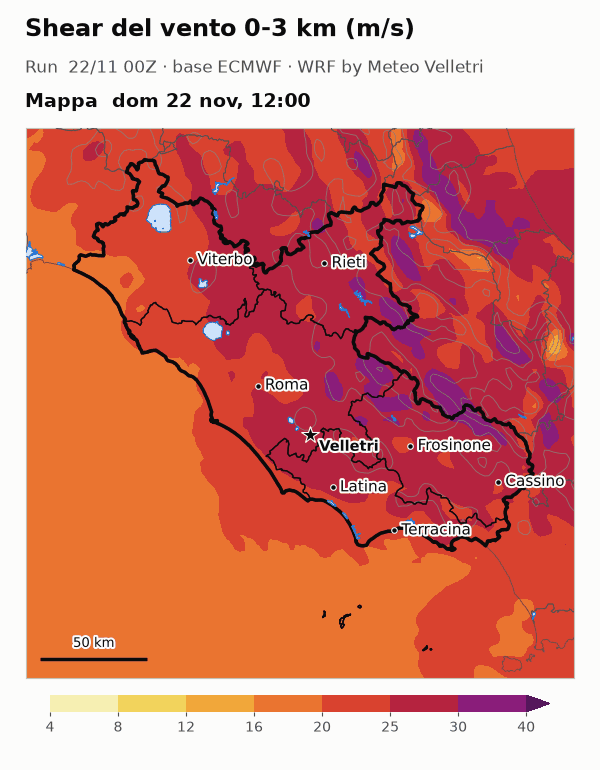 Shear del vento 0-3 km (m/s)
Run  22/11 00Z · base ECMWF · WRF by Meteo Velletri
Mappa  dom 22 nov, 12:00
Viterbo
Rieti
Roma
Velletri
Frosinone
Latina
Cassino
Terracina
50 km
4 8 12 16 20 25 30 40